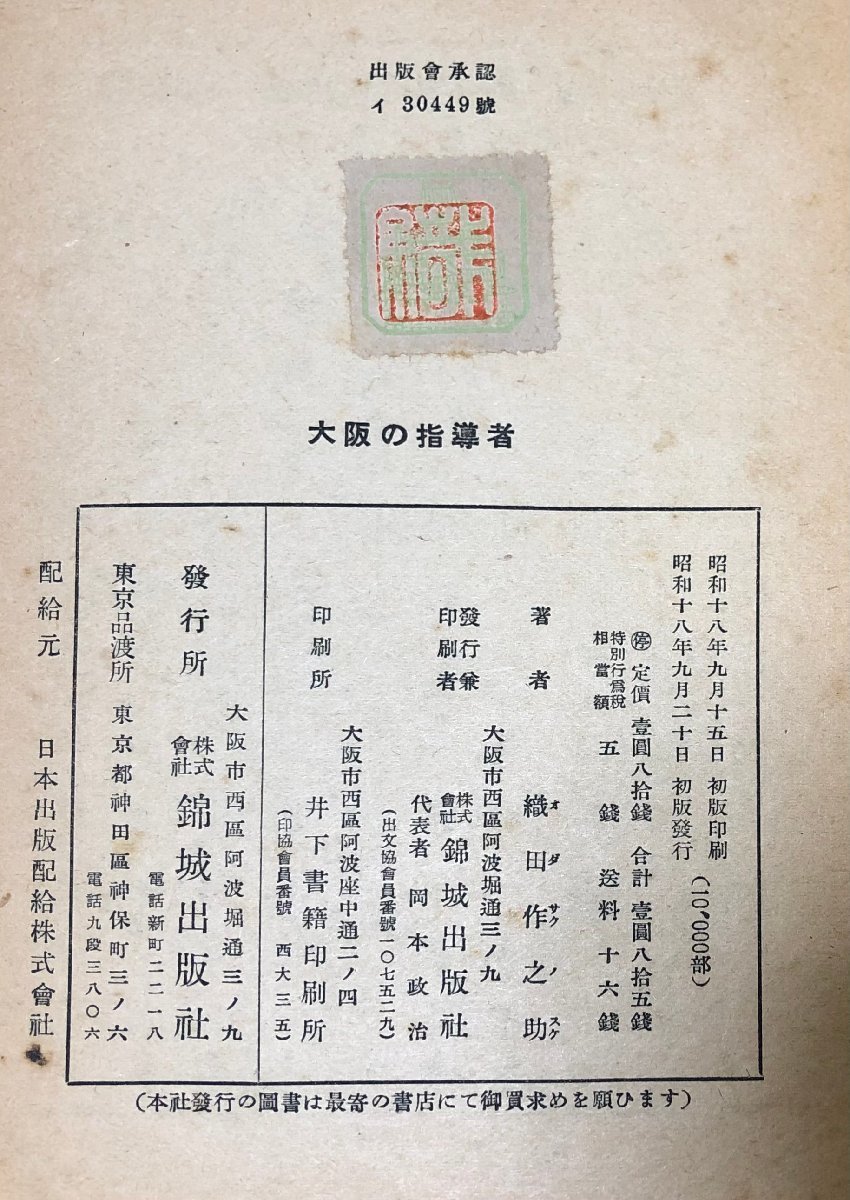 出版會承認
イ 30449號
大阪の指導者
昭和十八年九月十五日 初版印刷
昭和十八年九月二十日 初版發行
(10,000部)
㊡ 定價 壹圓八拾錢 合計 壹圓八拾五錢
特別行爲税
相當額 五錢 送料 十六錢
著者 織田作之助
オダサクノスケ
發行兼
印刷者
大阪市西區阿波堀通三ノ九
株式
會社 錦城出版社
代表者 岡本政治
(出文協會員番號一〇七五二九)
印刷所
大阪市西區阿波座中通二ノ四
井下書籍印刷所
(印協會員番號 西大三五)
發行所
大阪市西區阿波堀通三ノ九
株式
會社 錦城出版社
電話新町二二一八
東京品渡所 東京都神田區神保町三ノ六
電話九段三八〇六
配給元 日本出版配給株式會社
(本社發行の圖書は最寄の書店にて御買求めを願ひます)